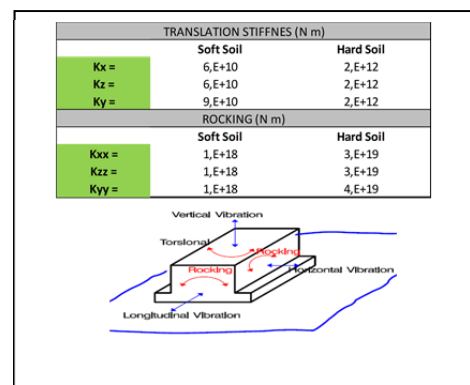 TRANSLATION STIFFNES (N m)
Soft Soil Hard Soil
Kx = 6,E+10 2,E+12
Kz = 6,E+10 2,E+12
Ky = 9,E+10 2,E+12
ROCKING (N m)
Soft Soil Hard Soil
Kxx = 1,E+18 3,E+19
Kzz = 1,E+18 3,E+19
Kyy = 1,E+18 4,E+19
Vertical Vibration
Torsional
Rocking
Rocking
Horizontal Vibration
Longitudinal Vibration